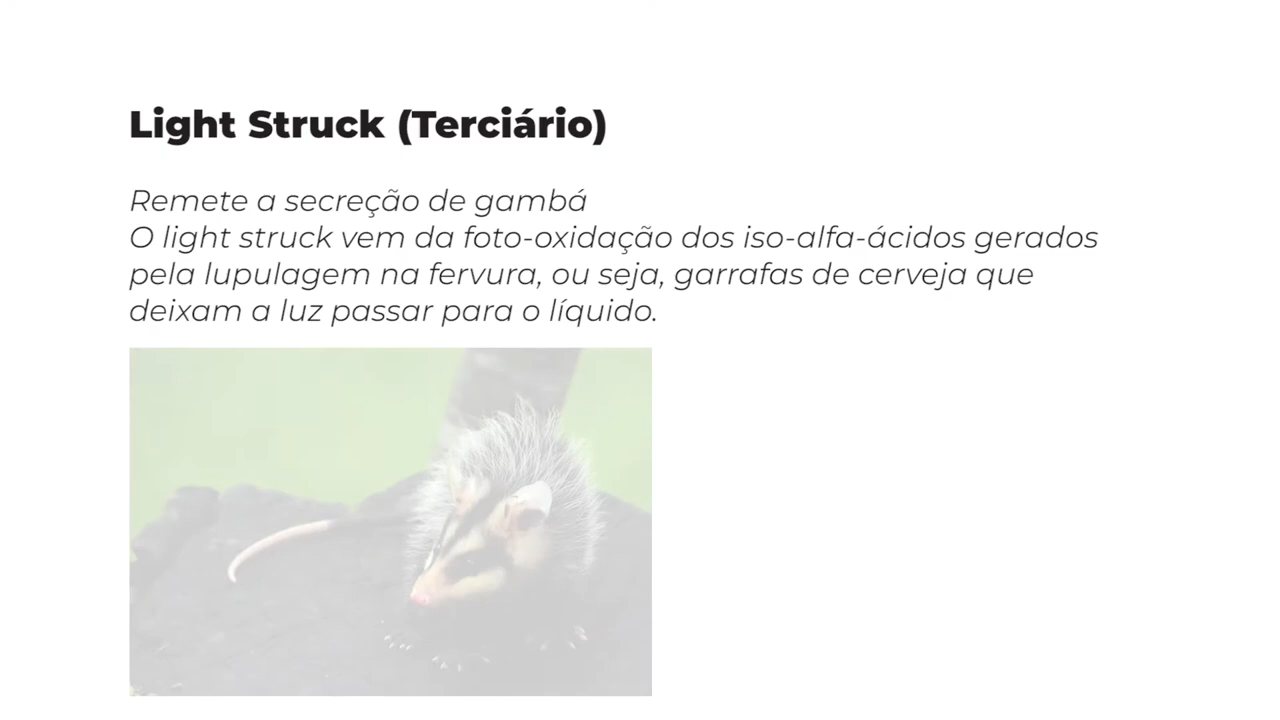 Light Struck (Terciário)
Remete a secreção de gambá
O light struck vem da foto-oxidação dos iso-alfa-ácidos gerados
pela lupulagem na fervura, ou seja, garrafas de cerveja que
deixam a luz passar para o líquido.